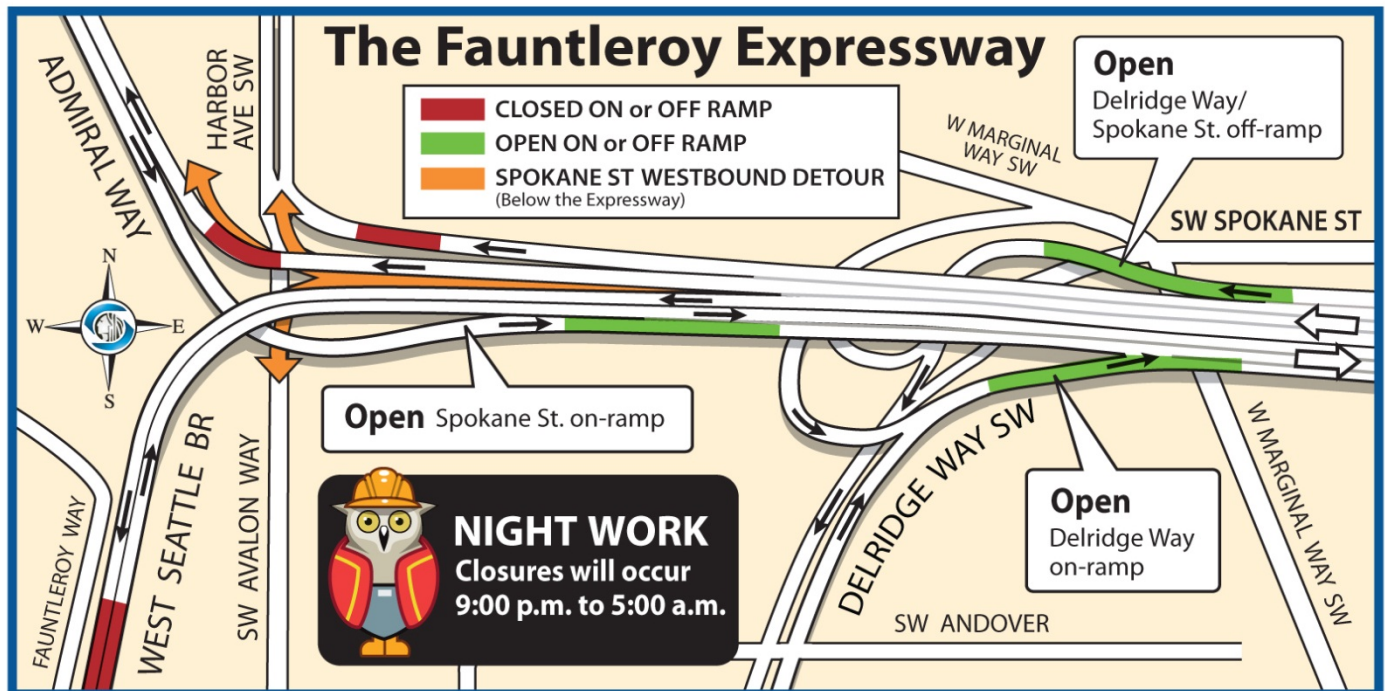 The Fauntleroy Expressway
CLOSED ON or OFF RAMP
OPEN ON or OFF RAMP
SPOKANE ST WESTBOUND DETOUR
(Below the Expressway)
Open
Delridge Way/
Spokane St. off-ramp
ADMIRAL WAY
HARBOR
AVE SW
W MARGINAL
WAY SW
SW SPOKANE ST
N
W
E
S
Open Spokane St. on-ramp
Open
Delridge Way
on-ramp
FAUNTLEROY WAY
WEST SEATTLE BR
SW AVALON WAY
DELRIDGE WAY SW
W MARGINAL WAY SW
SW ANDOVER
NIGHT WORK
Closures will occur
9:00 p.m. to 5:00 a.m.